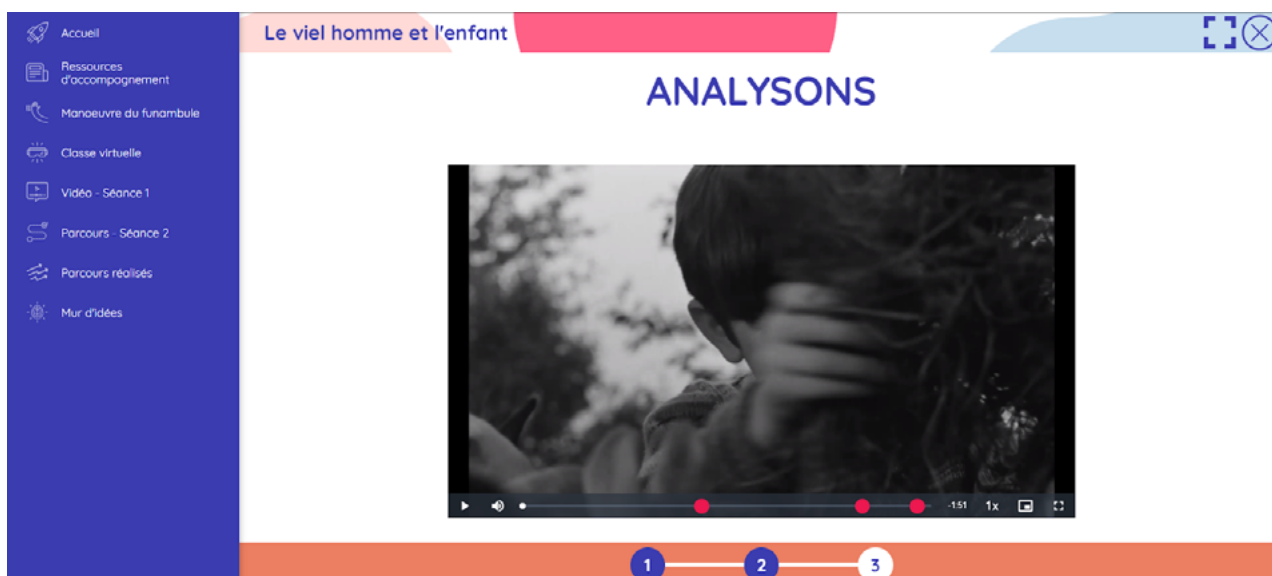 Accueil
Ressources
d'accompagnement
Manoeuvre du funambule
Classe virtuelle
Vidéo - Séance 1
Parcours - Séance 2
Parcours réalisés
Mur d'idées
Le viel homme et l'enfant
ANALYSONS
-1:51 1x
1 2 3